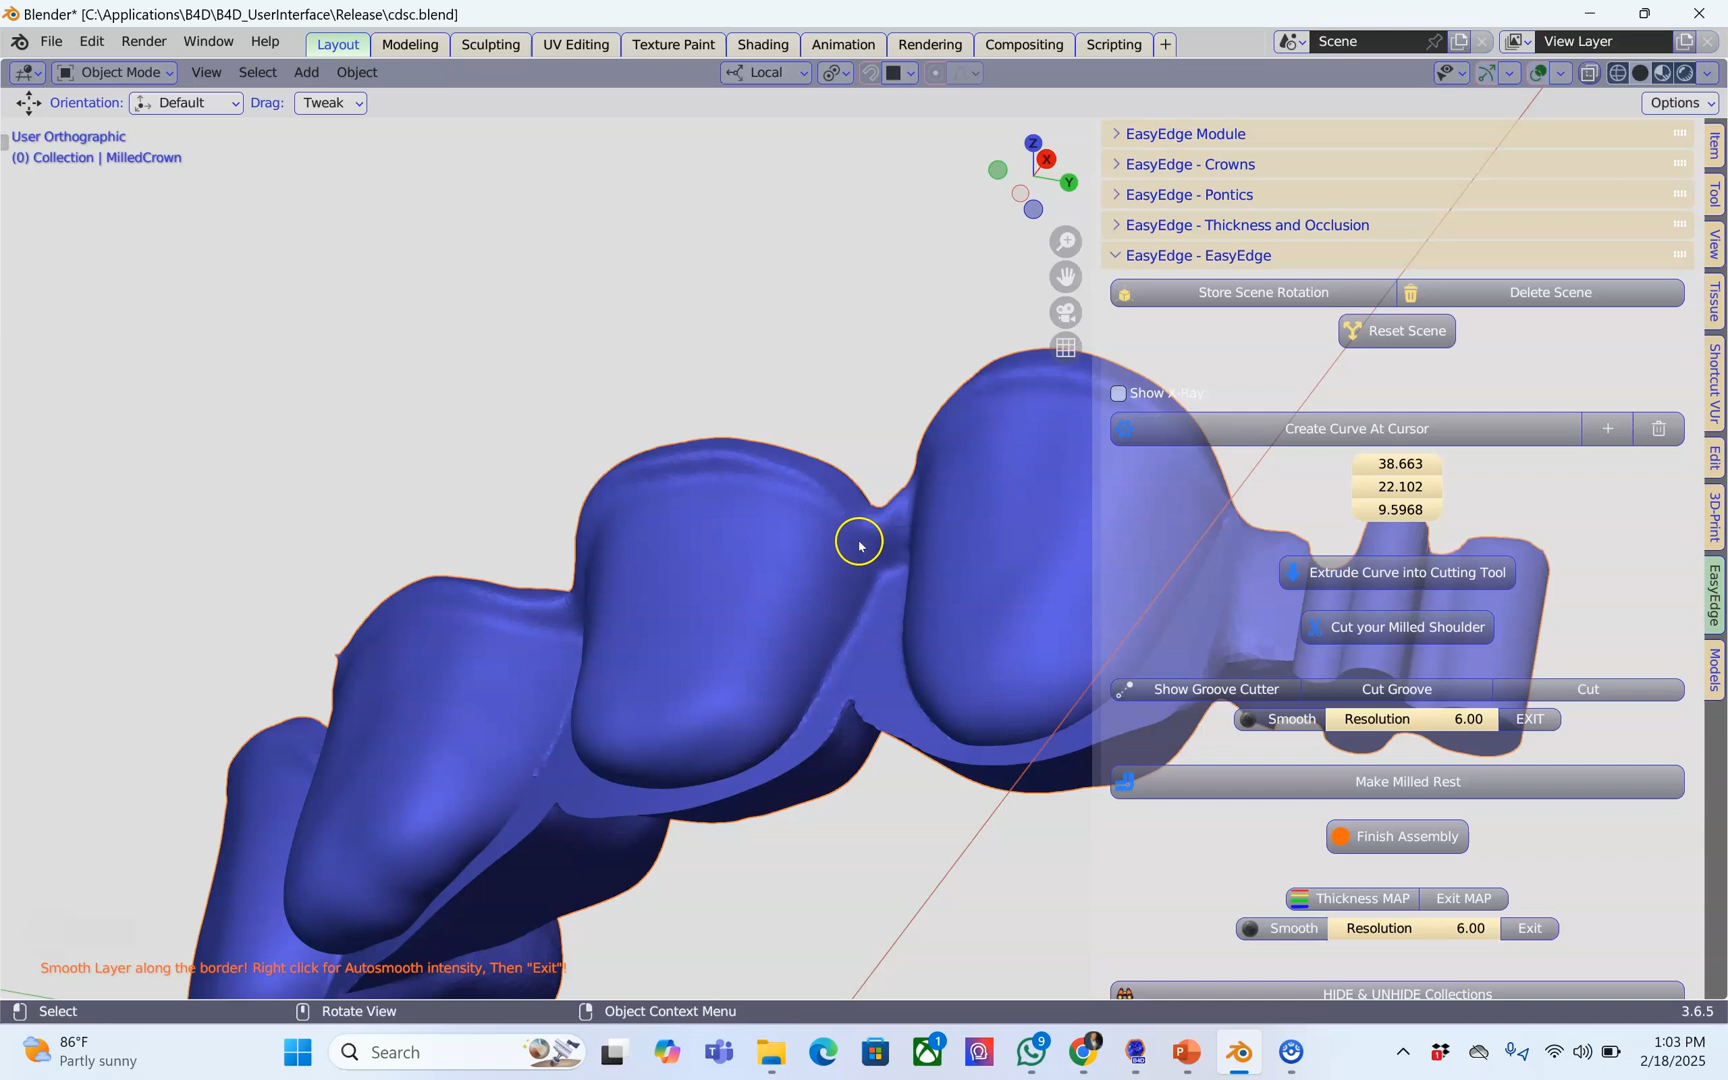 Blender* [C:\Applications\B4D\B4D_UserInterface\Release\cdsc.blend]
File Edit Render Window Help Layout Modeling Sculpting UV Editing Texture Paint Shading Animation Rendering Compositing Scripting + Scene View Layer
Object Mode View Select Add Object Local
Orientation: Default Drag: Tweak Options
User Orthographic
(0) Collection | MilledCrown
Z
X
Y
EasyEdge Module
EasyEdge - Crowns
EasyEdge - Pontics
EasyEdge - Thickness and Occlusion
EasyEdge - EasyEdge
Store Scene Rotation Delete Scene
Reset Scene
Show X-Ray
Create Curve At Cursor +
38.663
22.102
9.5968
Extrude Curve into Cutting Tool
Cut your Milled Shoulder
Show Groove Cutter Cut Groove Cut
Smooth Resolution 6.00 EXIT
Make Milled Rest
Finish Assembly
Thickness MAP Exit MAP
Smooth Resolution 6.00 Exit
HIDE & UNHIDE Collections
Item
Tool
View
Tissue
Shortcut VUr
Edit
3D-Print
EasyEdge
Models
Smooth Layer along the border! Right click for Autosmooth intensity, Then "Exit"!
Select Rotate View Object Context Menu 3.6.5
86°F
Partly sunny
Search
1
9
B4D
1
1:03 PM
2/18/2025